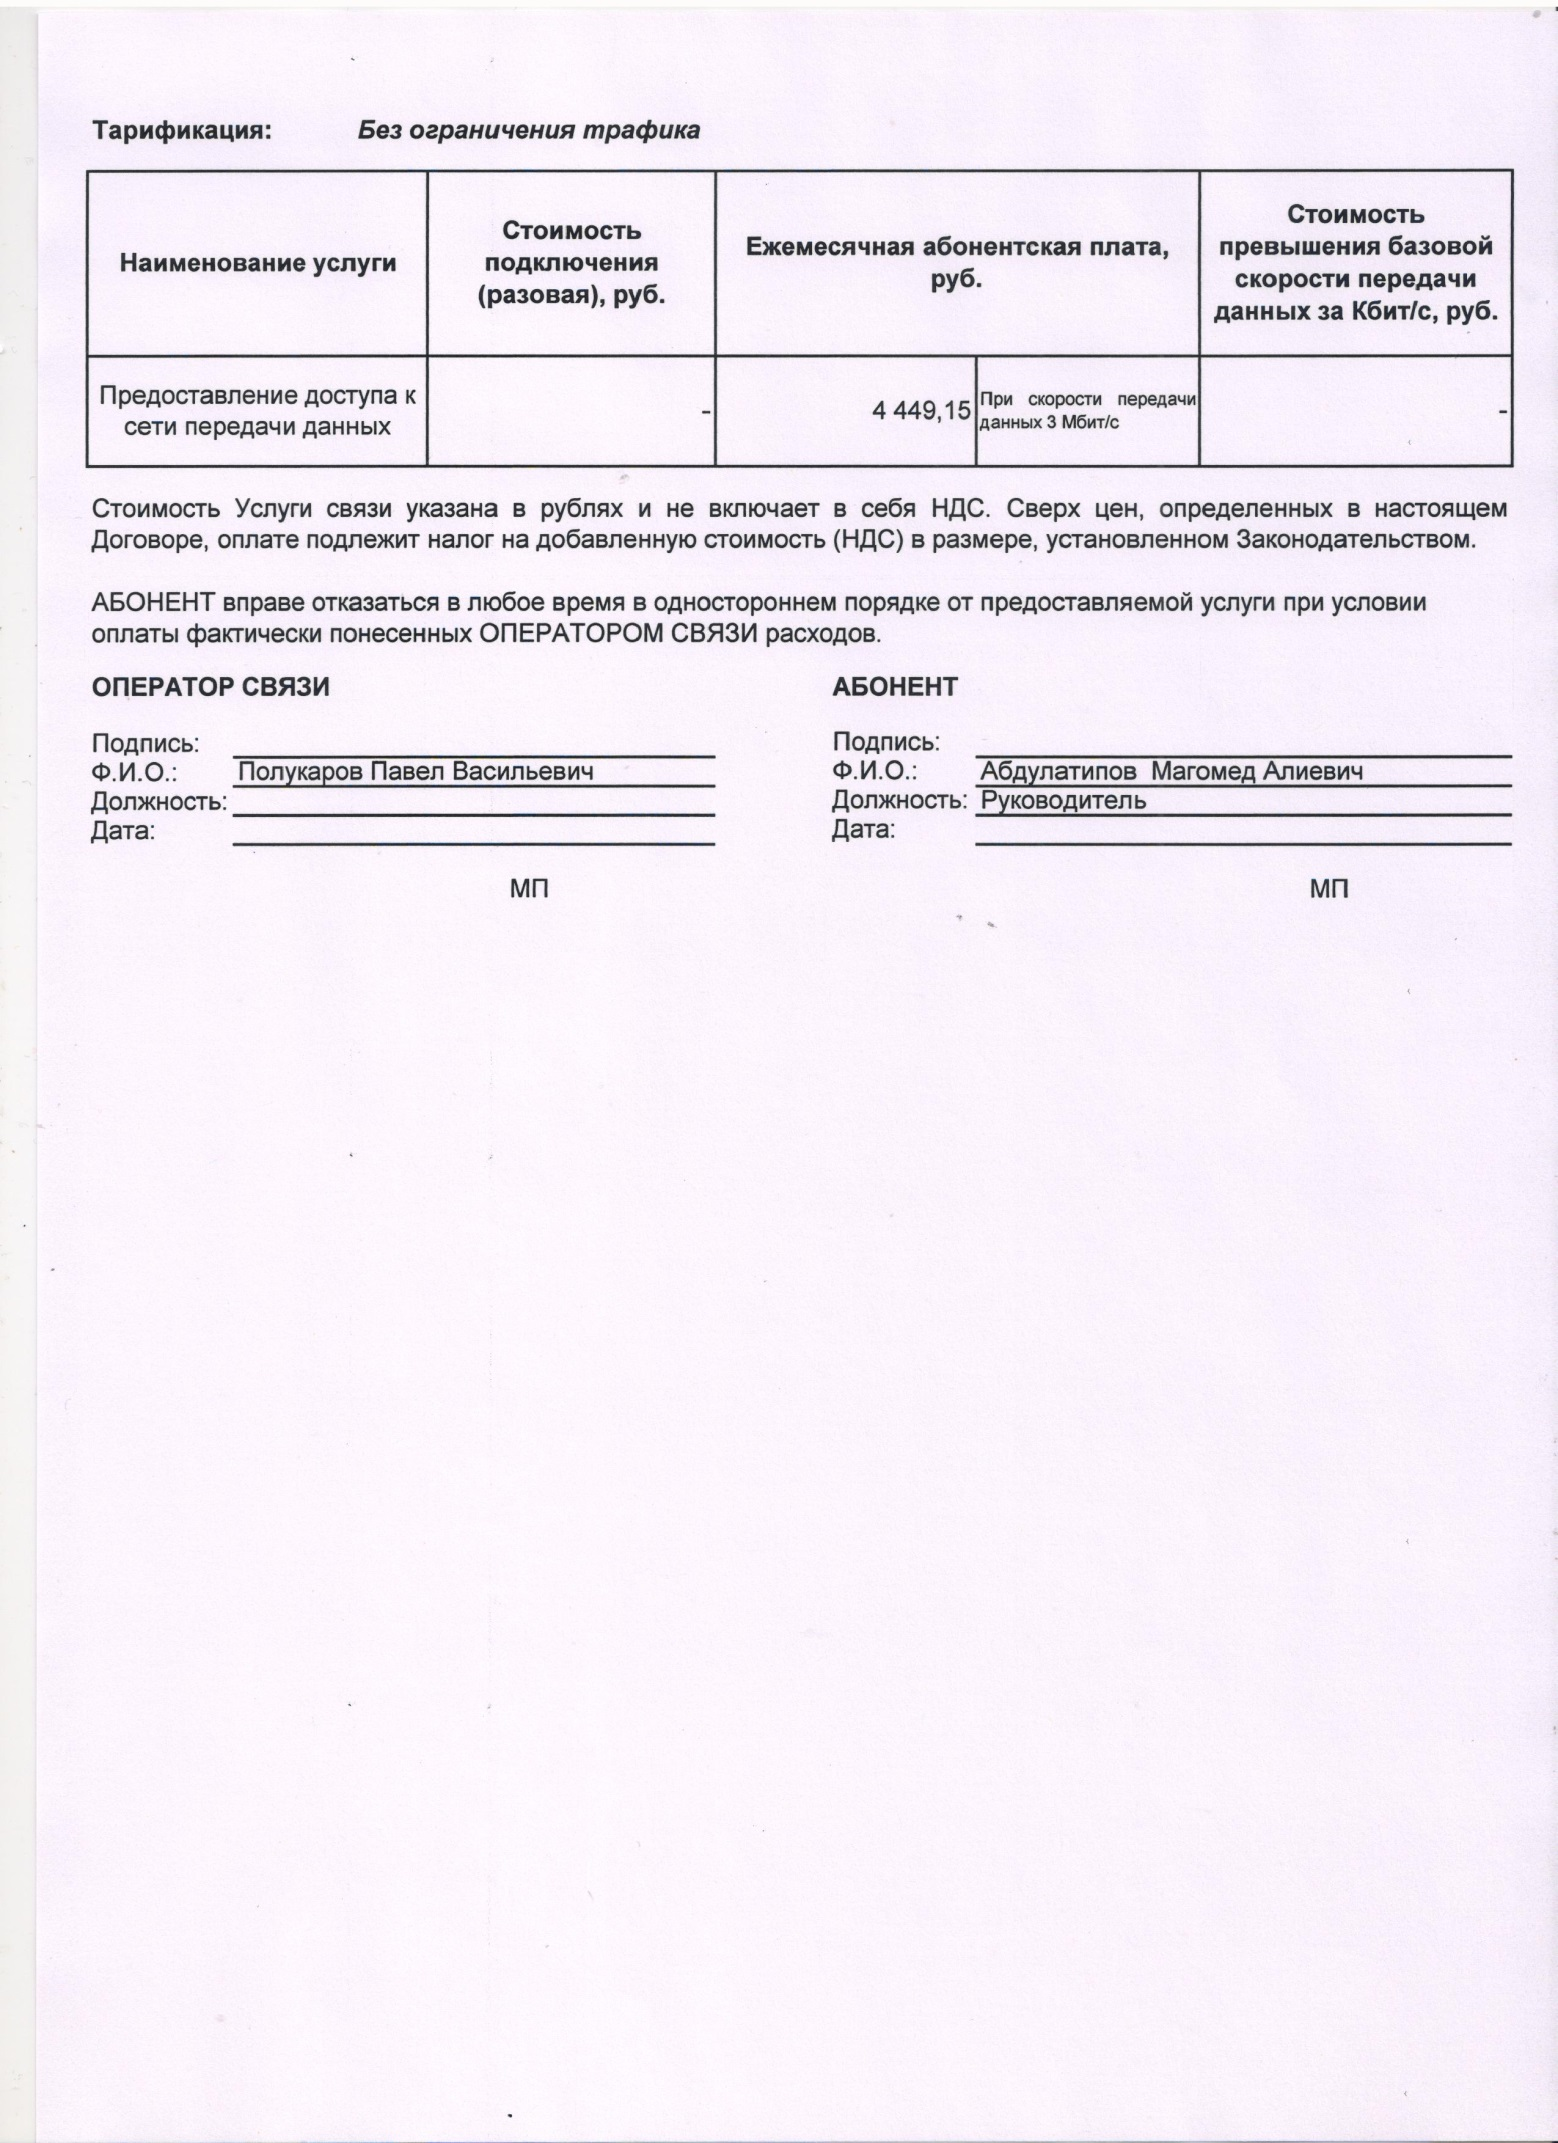 Тарификация: Без ограничения трафика
Наименование услуги
Стоимость
подключения
(разовая), руб.
Ежемесячная абонентская плата,
руб.
Стоимость
превышения базовой
скорости передачи
данных за Кбит/с, руб.
Предоставление доступа к
сети передачи данных
-
4 449,15
При скорости передачи
данных 3 Мбит/с
-
Стоимость Услуги связи указана в рублях и не включает в себя НДС. Сверх цен, определенных в настоящем
Договоре, оплате подлежит налог на добавленную стоимость (НДС) в размере, установленном Законодательством.
АБОНЕНТ вправе отказаться в любое время в одностороннем порядке от предоставляемой услуги при условии
оплаты фактически понесенных ОПЕРАТОРОМ СВЯЗИ расходов.
ОПЕРАТОР СВЯЗИ
Подпись:
Ф.И.О.: Полукаров Павел Васильевич
Должность:
Дата:
МП
АБОНЕНТ
Подпись:
Ф.И.О.: Абдулатипов Магомед Алиевич
Должность: Руководитель
Дата:
МП